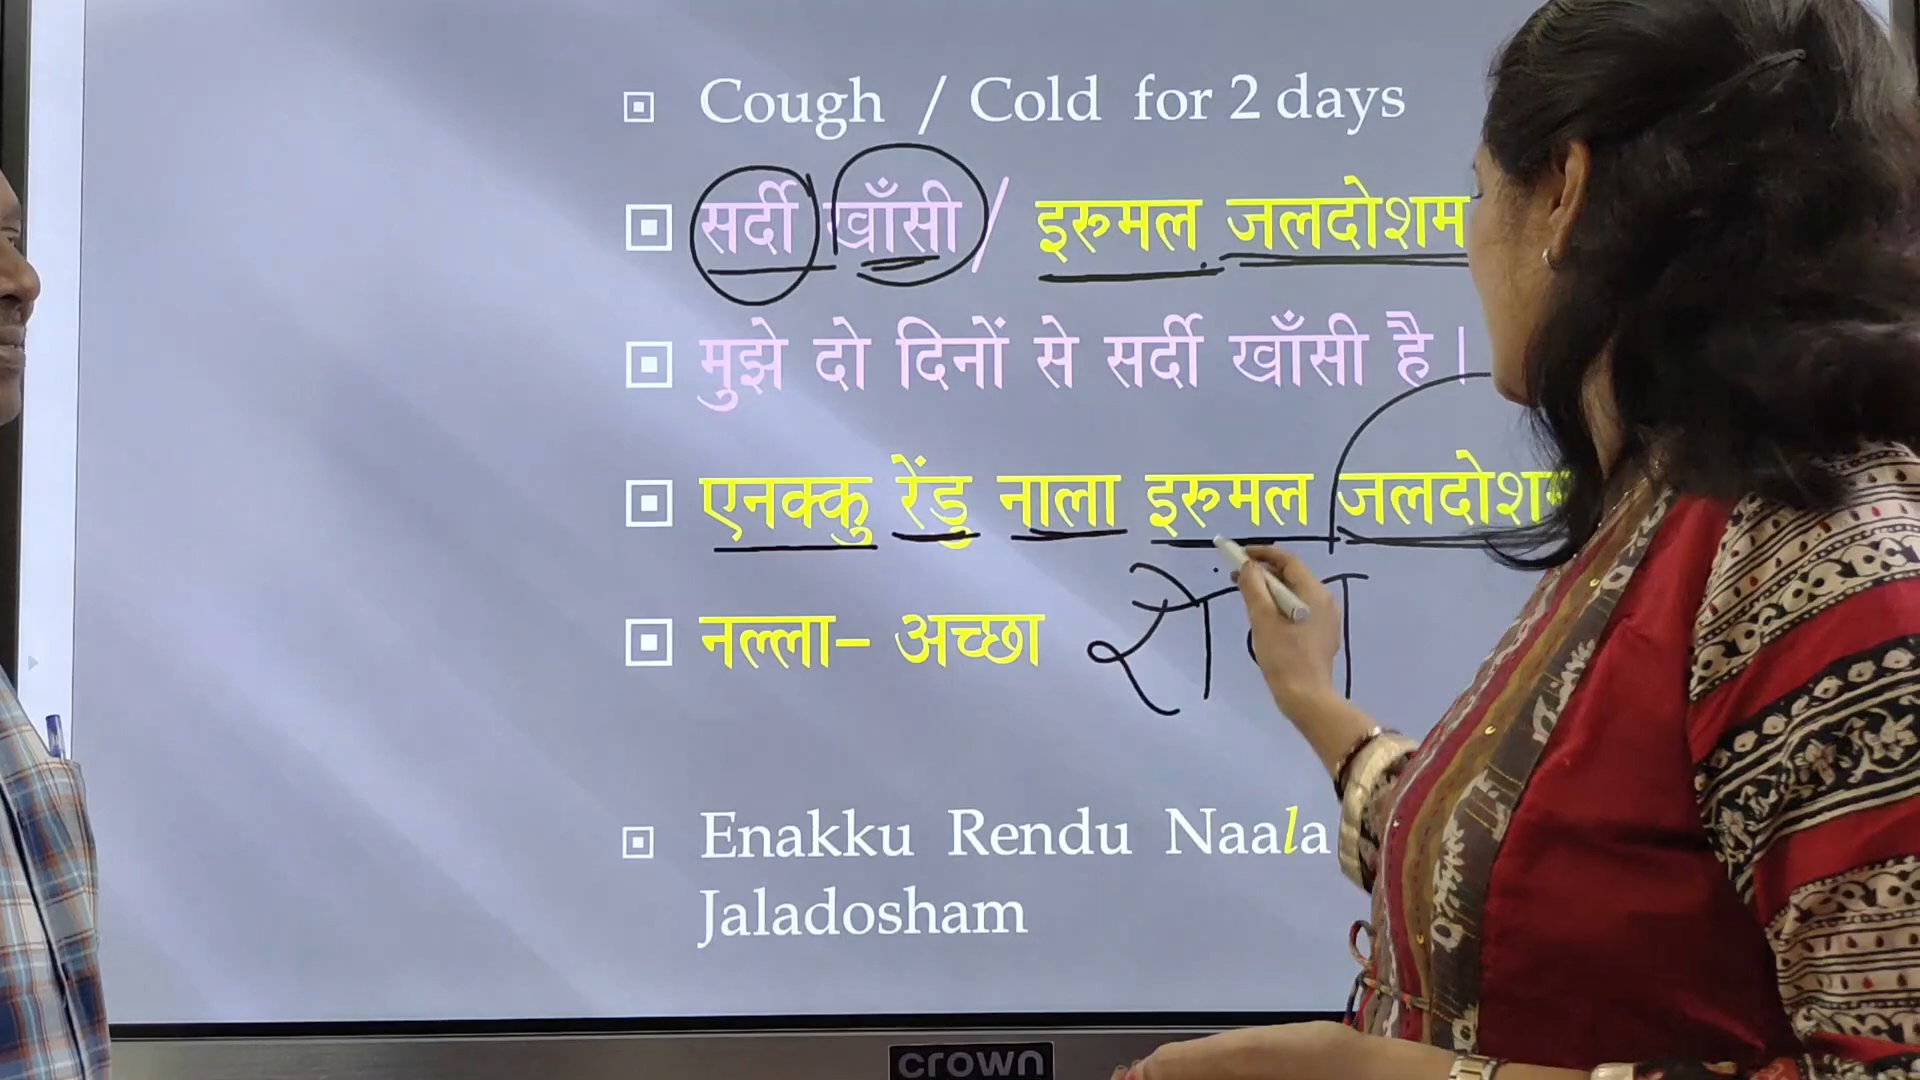 Cough / Cold for 2 days
सर्दी खाँसी / इरुमल जलदोशम
मुझे दो दिनों से सर्दी खाँसी है।
एनक्कु रेंडु नाला इरुमल
नल्ला– अच्छा
Enakku Rendu Naala
Jaladosham
crown